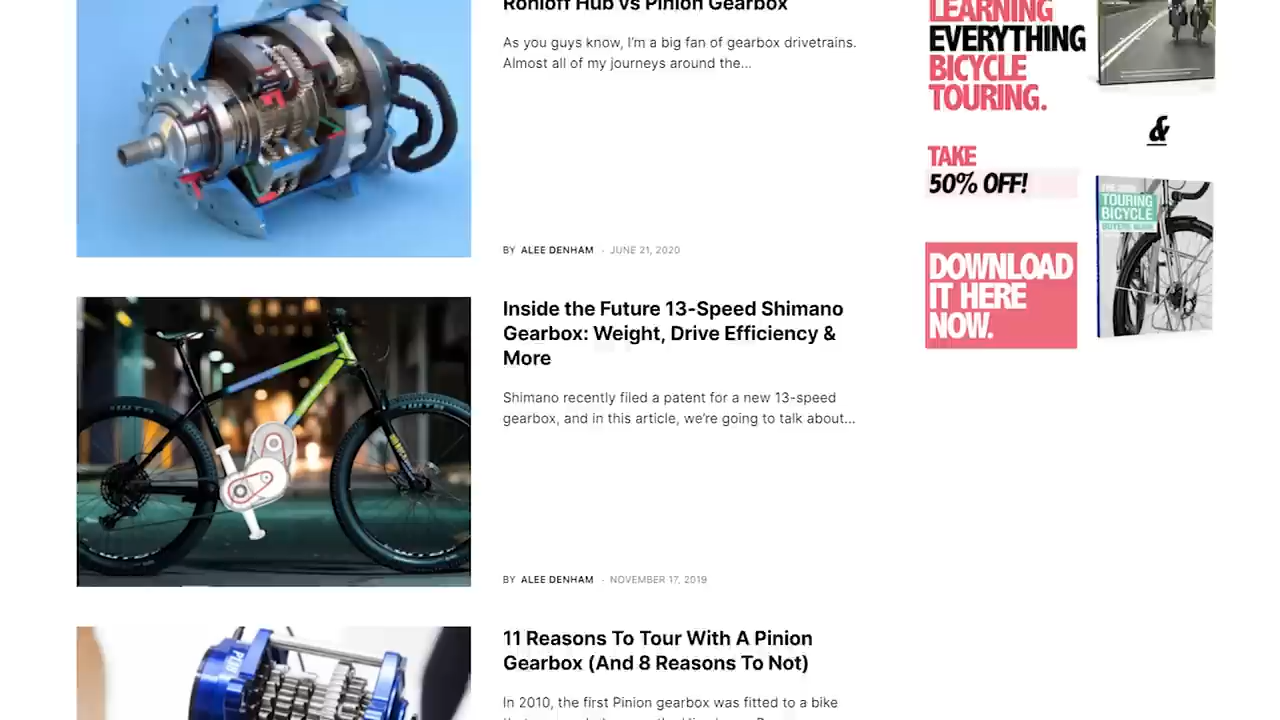 Rohloff Hub vs Pinion Gearbox
As you guys know, I'm a big fan of gearbox drivetrains.
Almost all of my journeys around the...
BY ALEE DENHAM · JUNE 21, 2020
Inside the Future 13-Speed Shimano
Gearbox: Weight, Drive Efficiency &
More
Shimano recently filed a patent for a new 13-speed
gearbox, and in this article, we're going to talk about...
BY ALEE DENHAM · NOVEMBER 17, 2019
11 Reasons To Tour With A Pinion
Gearbox (And 8 Reasons To Not)
In 2010, the first Pinion gearbox was fitted to a bike
LEARNING
EVERYTHING
BICYCLE
TOURING.
&
TAKE
50% OFF!
TOURING
BICYCLE
BUYERS GUIDE
DOWNLOAD
IT HERE
NOW.